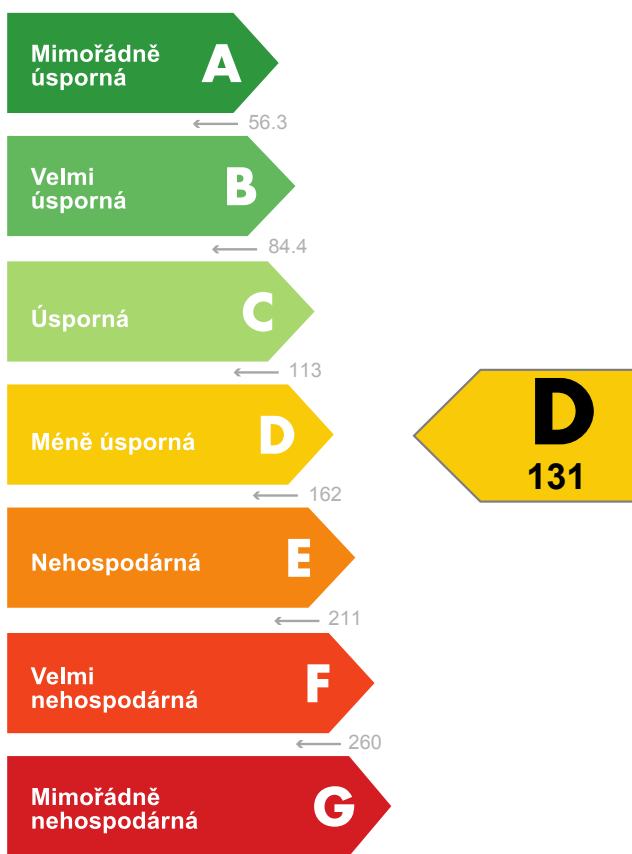 Mimořádně
úsporná
A
56.3
Velmi
úsporná
B
84.4
Úsporná
C
113
D
131
Méně úsporná
D
162
Nehospodárná
E
211
Velmi
nehospodárná
F
260
Mimořádně
nehospodárná
G